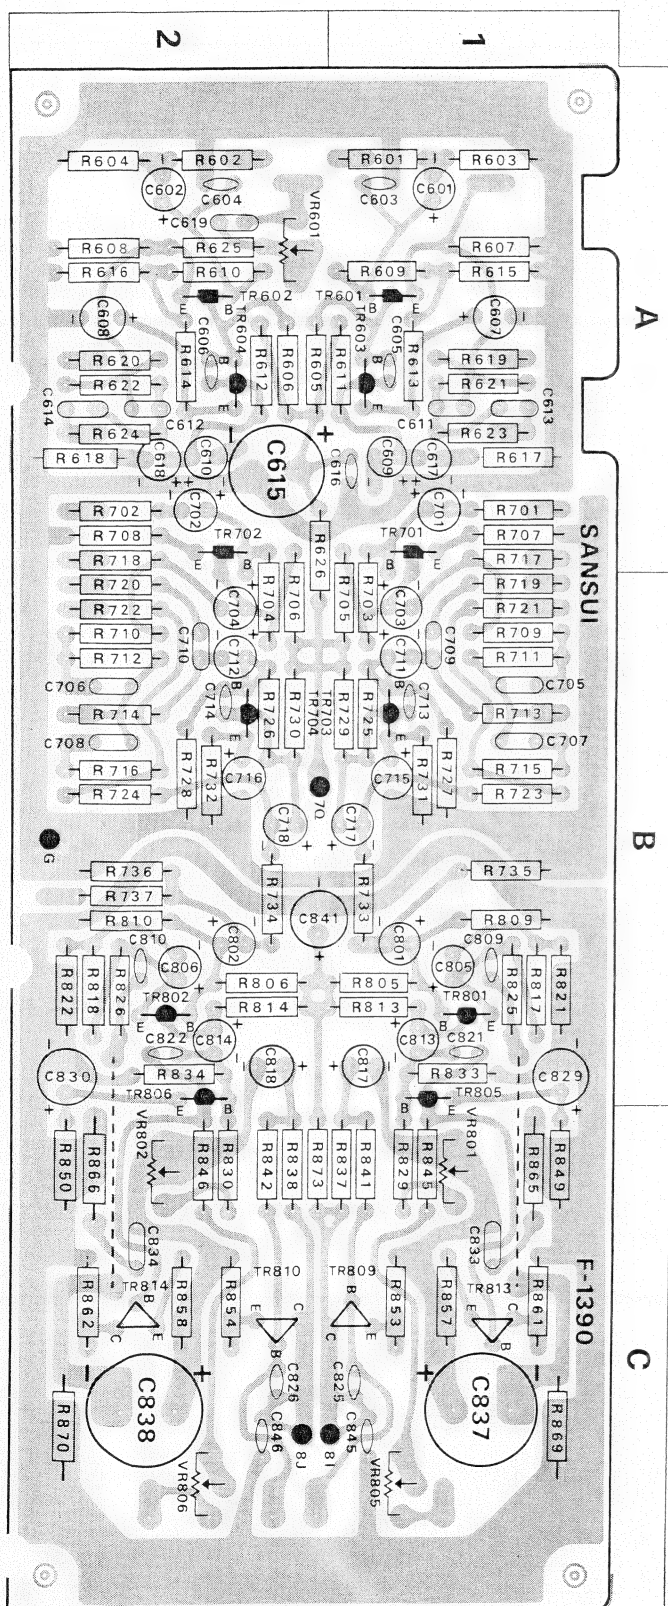 2 1
R604 R602 R601 R603
C602 C604 C603 C601
C619 VR601
R608 R625 R607
R616 R610 R609 R615
TR602 TR601
E B B E
A
C608 C607
TR604 TR603
C606 C605
R620 R614 R612 R606 R605 R611 R613 R619
B B
R622 R621
C614 E E C613
C612 C611
R624 R623
R618 C618 C610 C615 C616 C609 C617 R617
R702 C702 C701 R701
SANSUI
R708 TR702 TR701 R707
R718 E B B E R717
R626
R720 R719
R722 C704 R704 R706 R705 R703 C703 R721
R710 R709
R712 C710 C712 C711 C709 R711
C706 C714 B B C713 C705
R714 R726 R730 TR704 TR703 R729 R725 R713
C708 E E C707
R716 R728 R732 C716 C715 R731 R727 R715
R724 7Q R723
C718 C717
G
B
R736 R734 R733 R735
R737
R810 C841 R809
C810 C802 C801 C809
C806 C805
R822 R818 R826 R806 R805 R825 R817 R821
TR802 R814 R813 TR801
E B B E
C822 C814 C813 C821
C830 R834 C818 C817 R833 C829
TR806 TR805
E B B E
VR802 VR801
R850 R866 R846 R830 R842 R838 R873 R837 R841 R829 R845 R865 R849
C834 C833
TR814 TR810 TR809 TR813
R862 B R858 R854 E C B R853 R857 C R861
C E B C E E B
F-1390
C
C826 C825
C838 C837
R870 C846 8J 8I C845 R869
VR806 VR805